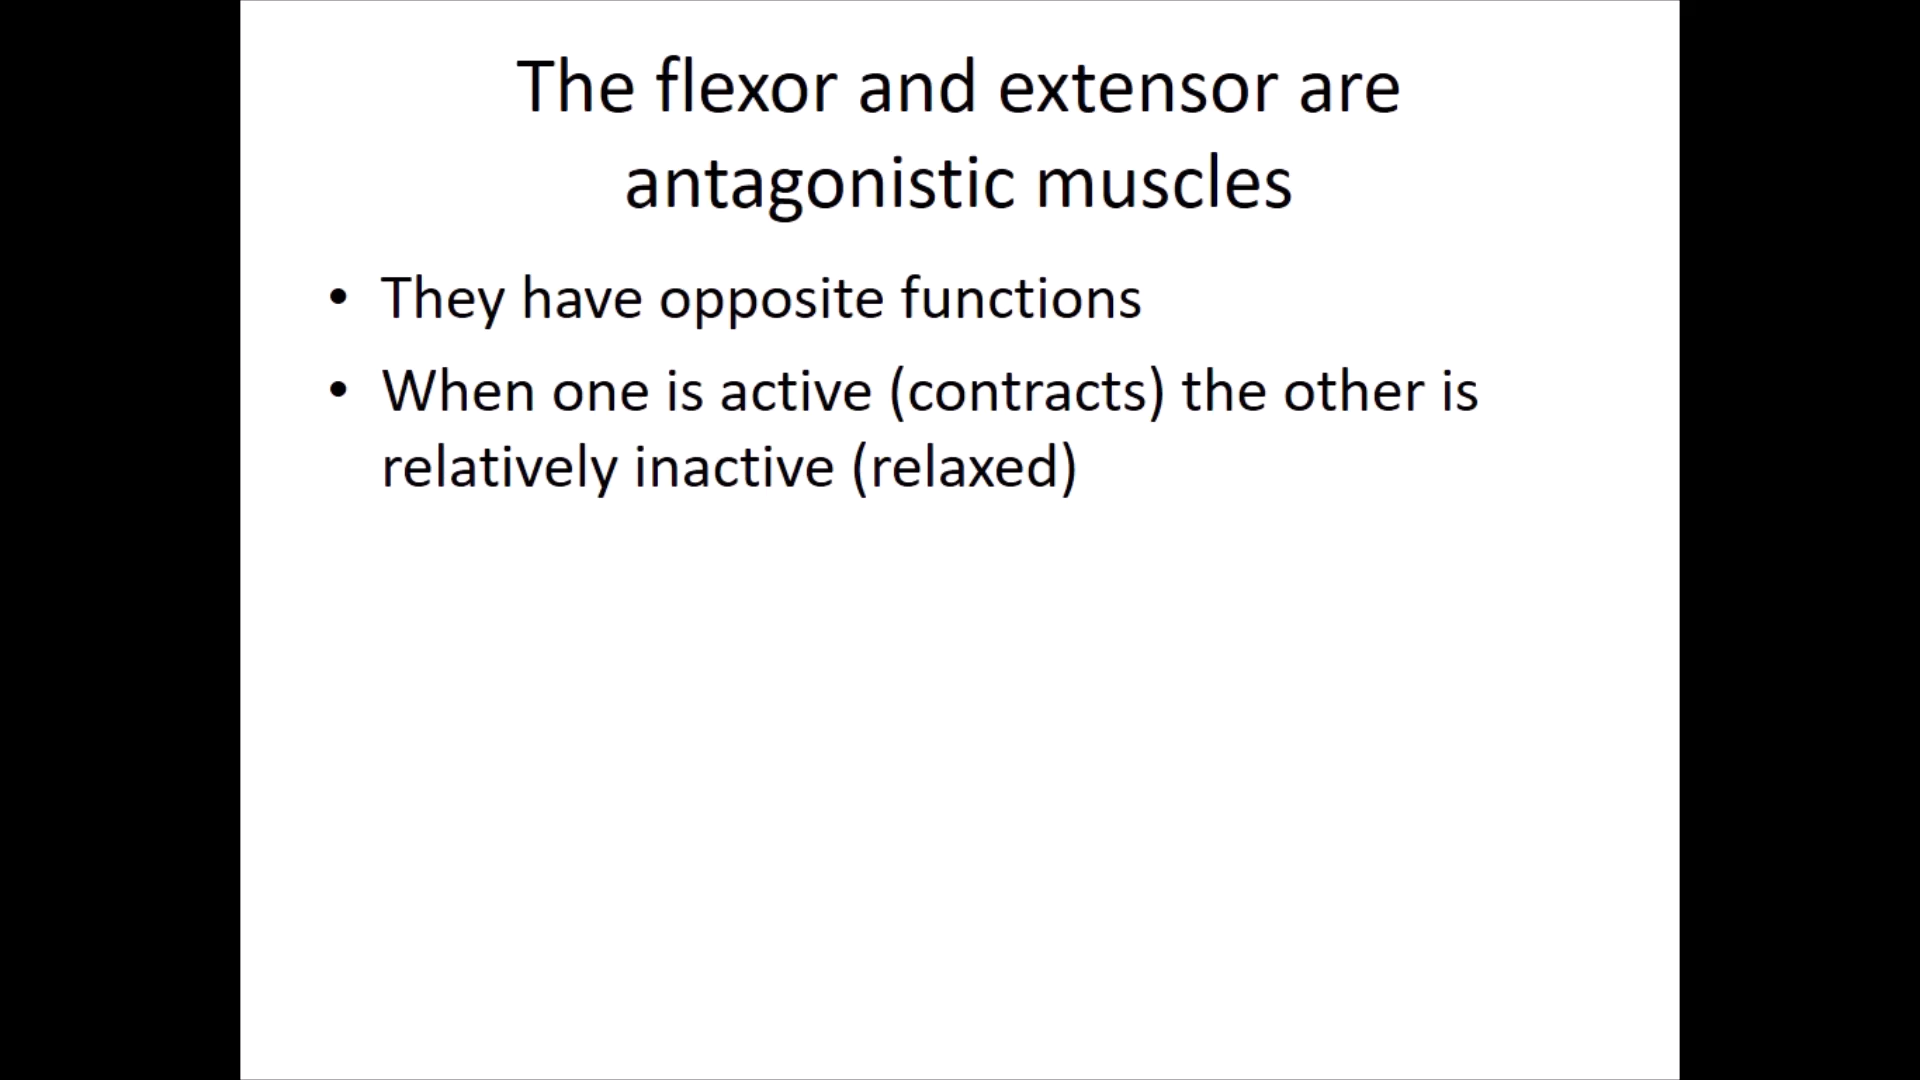 The flexor and extensor are
antagonistic muscles
• They have opposite functions
• When one is active (contracts) the other is
relatively inactive (relaxed)